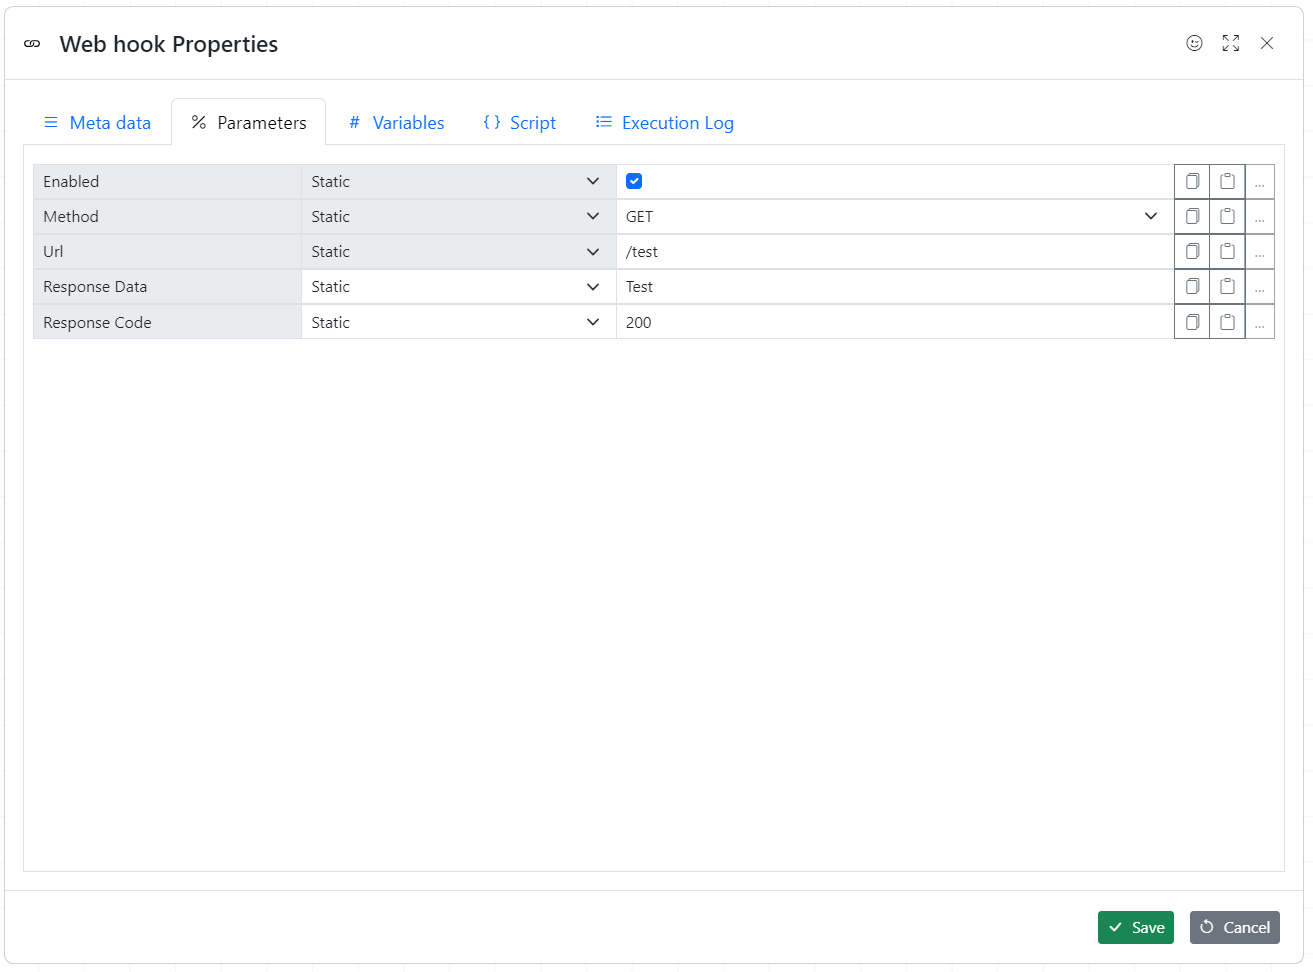 Web hook Properties
Meta data % Parameters # Variables { } Script Execution Log
Enabled Static ...
Method Static GET ...
Url Static /test ...
Response Data Static Test ...
Response Code Static 200 ...
Save Cancel